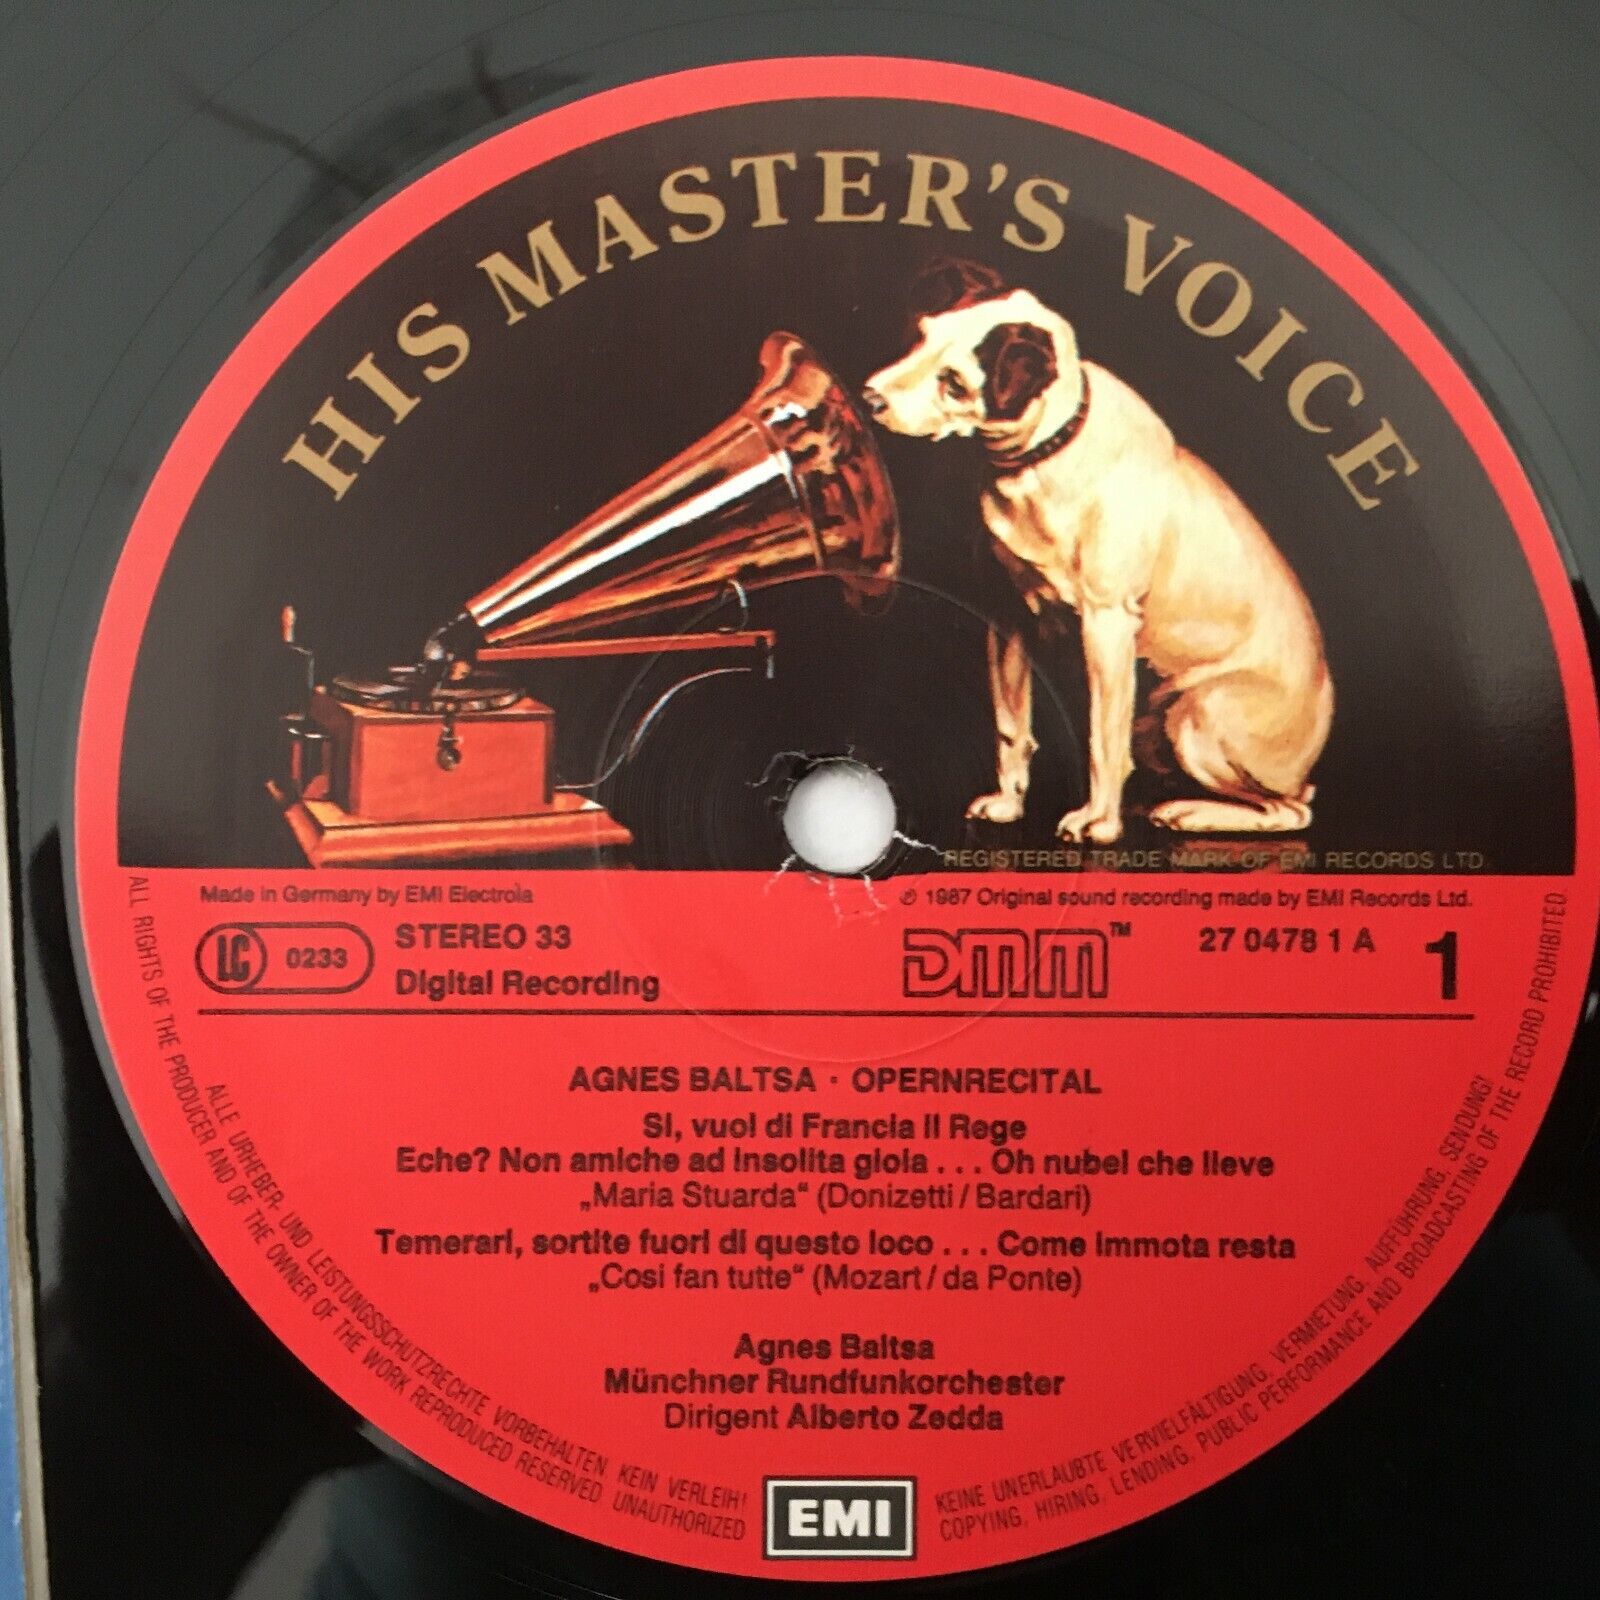 HIS MASTER'S VOICE
REGISTERED TRADE MARK OF EMI RECORDS LTD
Made in Germany by EMI Electrola
℗ 1987 Original sound recording made by EMI Records Ltd.
LC 0233
STEREO 33
Digital Recording
DMM™
27 0478 1 A
1
AGNES BALTSA · OPERNRECITAL
Si, vuol di Francia il Rege
Eche? Non amiche ad insolita gioia . . . Oh nubel che lieve
„Maria Stuarda“ (Donizetti / Bardari)
Temerari, sortite fuori di questo loco . . . Come immota resta
„Cosi fan tutte“ (Mozart / da Ponte)
Agnes Baltsa
Münchner Rundfunkorchester
Dirigent Alberto Zedda
EMI
ALLE URHEBER- UND LEISTUNGSSCHUTZRECHTE VORBEHALTEN KEIN VERLEIH! KEINE UNERLAUBTE VERVIELFÄLTIGUNG, VERMIETUNG, AUFFÜHRUNG, SENDUNG!
ALL RIGHTS OF THE PRODUCER AND OF THE OWNER OF THE WORK REPRODUCED RESERVED UNAUTHORIZED COPYING, HIRING, LENDING, PUBLIC PERFORMANCE AND BROADCASTING OF THE RECORD PROHIBITED